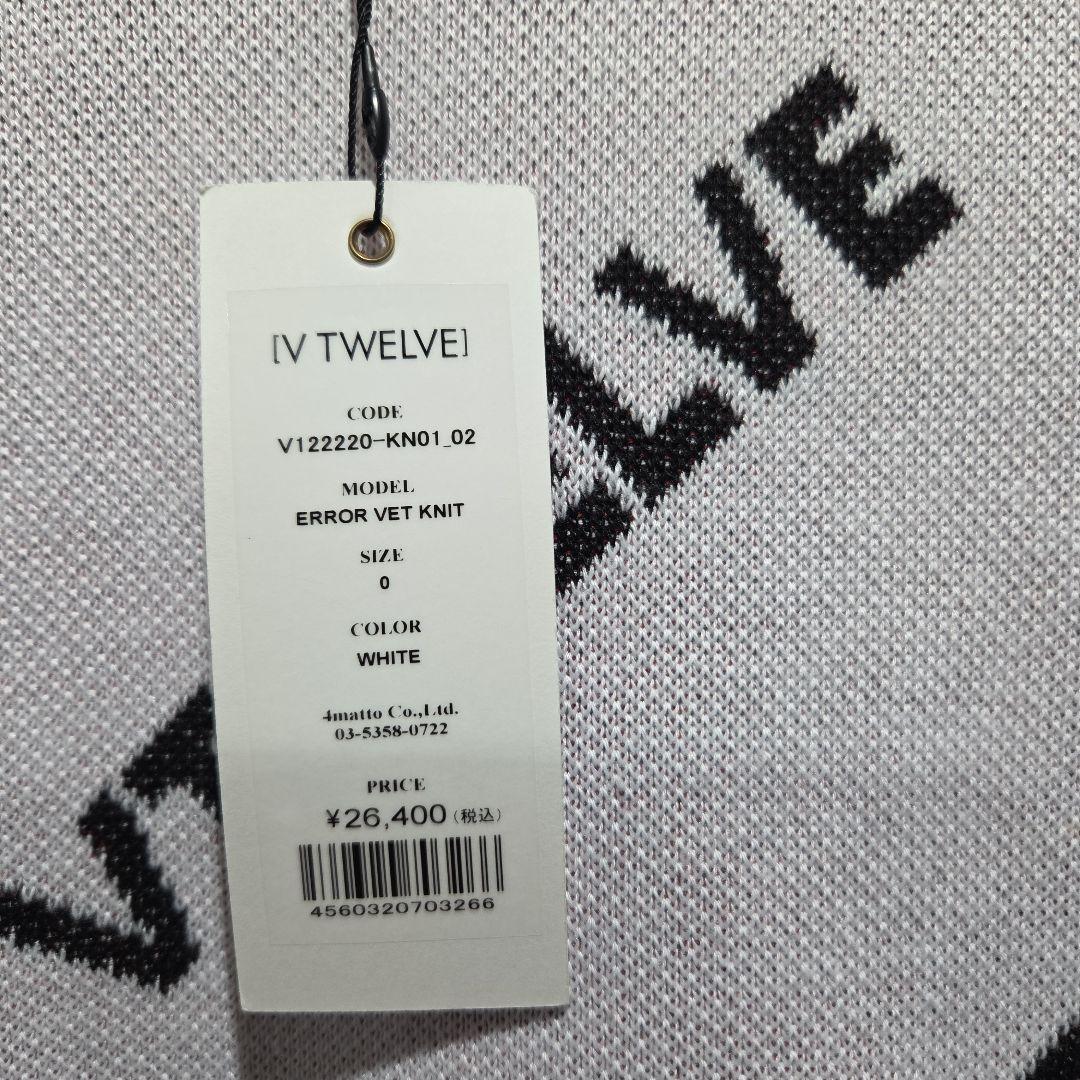 [V TWELVE]
CODE
V122220-KN01_02
MODEL
ERROR VET KNIT
SIZE
0
COLOR
WHITE
4matto Co.,Ltd.
03-5358-0722
PRICE
¥26,400(税込)
4560320703266
V T
ELVE